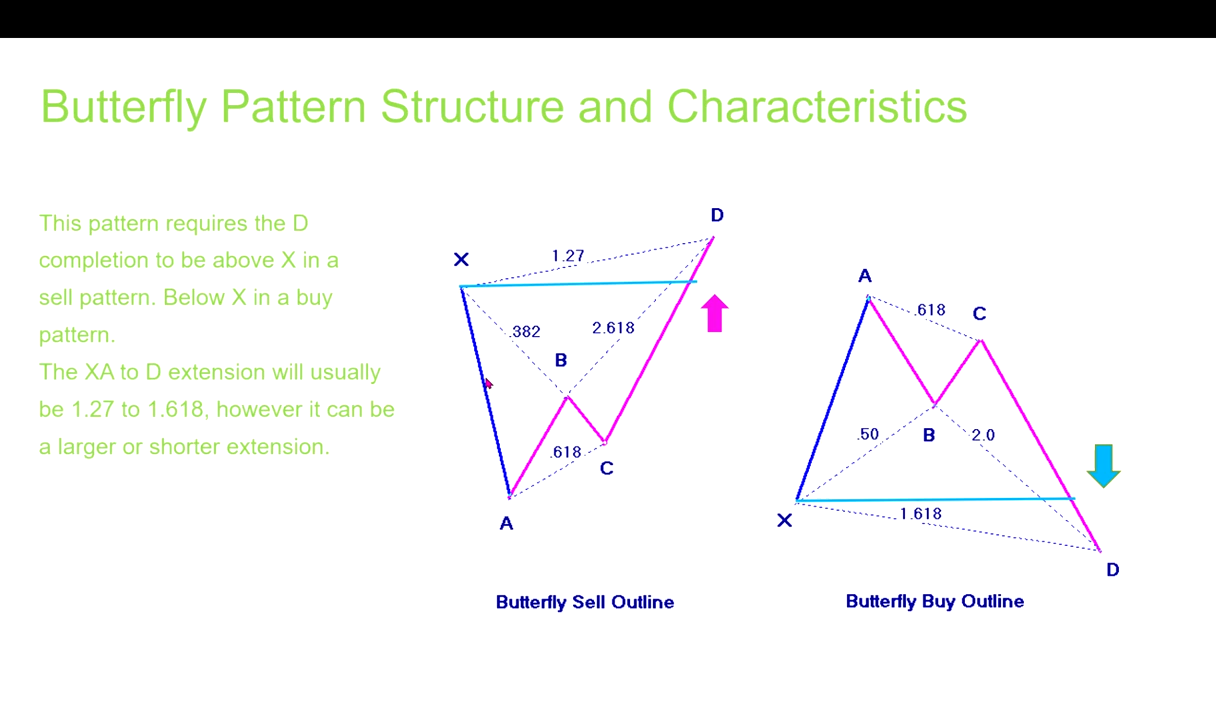 Butterfly Pattern Structure and Characteristics
This pattern requires the D
completion to be above X in a
sell pattern. Below X in a buy
pattern.
The XA to D extension will usually
be 1.27 to 1.618, however it can be
a larger or shorter extension.
D
X
1.27
.382
2.618
B
.618
C
A
Butterfly Sell Outline
A
.618
C
.50
B
2.0
X
1.618
D
Butterfly Buy Outline